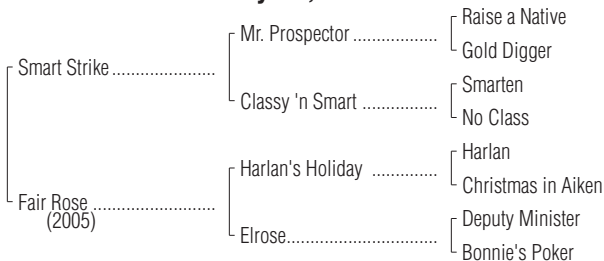 Raise a Native
Mr. Prospector ...................
Gold Digger
Smart Strike.......................
Smarten
Classy 'n Smart .................
No Class
Harlan
Harlan's Holiday ...............
Christmas in Aiken
Fair Rose ...........................
(2005)
Deputy Minister
Elrose..................................
Bonnie's Poker